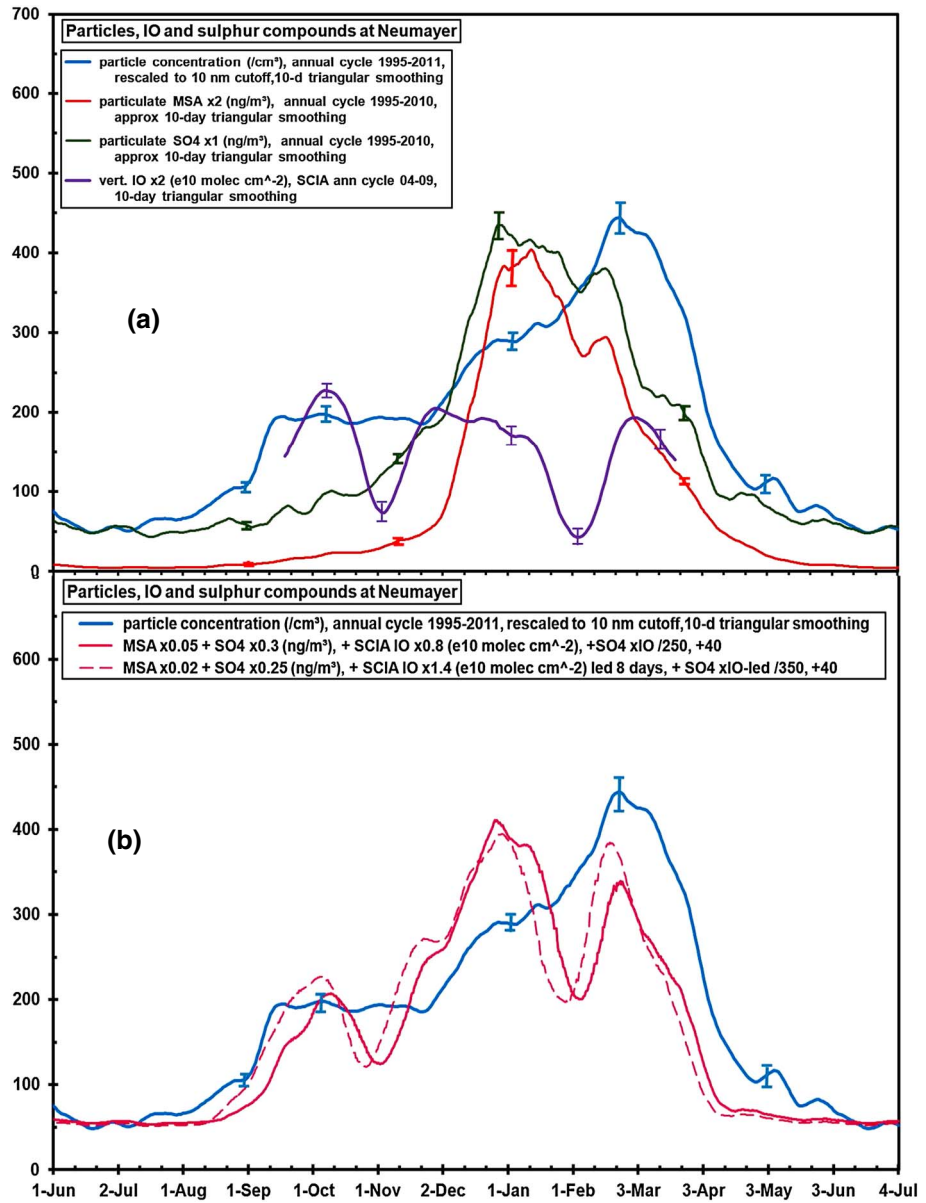 700
Particles, IO and sulphur compounds at Neumayer
particle concentration (/cm³), annual cycle 1995-2011,
rescaled to 10 nm cutoff,10-d triangular smoothing
particulate MSA x2 (ng/m³), annual cycle 1995-2010,
approx 10-day triangular smoothing
particulate SO4 x1 (ng/m³), annual cycle 1995-2010,
approx 10-day triangular smoothing
vert. IO x2 (e10 molec cm^-2), SCIA ann cycle 04-09,
10-day triangular smoothing
600
500
400
(a)
300
200
100
0
Particles, IO and sulphur compounds at Neumayer
particle concentration (/cm³), annual cycle 1995-2011, rescaled to 10 nm cutoff,10-d triangular smoothing
MSA x0.05 + SO4 x0.3 (ng/m³), + SCIA IO x0.8 (e10 molec cm^-2), +SO4 xIO /250, +40
MSA x0.02 + SO4 x0.25 (ng/m³), + SCIA IO x1.4 (e10 molec cm^-2) led 8 days, + SO4 xIO-led /350, +40
600
500
400
(b)
300
200
100
0
1-Jun 2-Jul 1-Aug 1-Sep 1-Oct 1-Nov 2-Dec 1-Jan 1-Feb 3-Mar 3-Apr 3-May 3-Jun 4-Jul